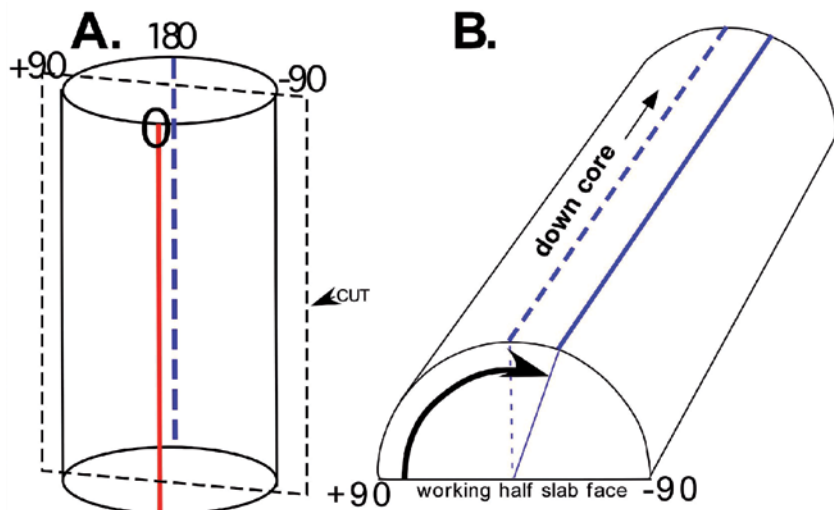 A.
180
+90
-90
0
CUT
B.
down core
+90
working half slab face
-90